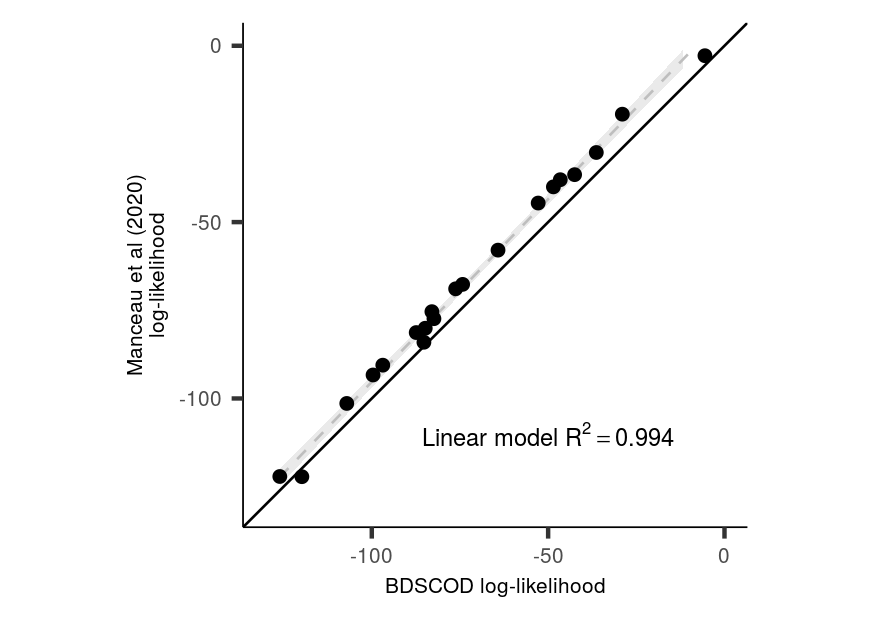 0
-50
-100
Manceau et al (2020)
log-likelihood
Linear model R² = 0.994
-100 -50 0
BDSCOD log-likelihood